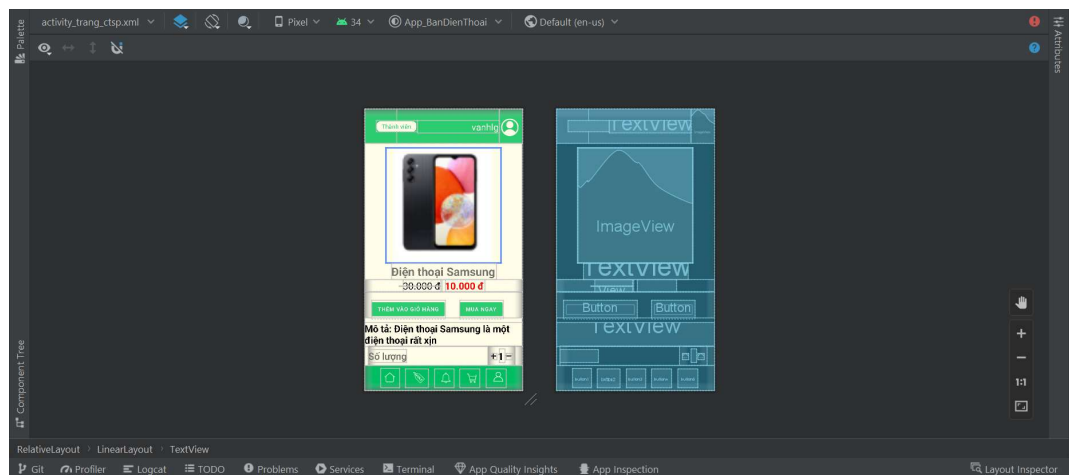 activity_trang_ctsp.xml Pixel 34 App_BanDienThoai Default (en-us)
Palette
Attributes
Thành viên vanhlg
Điện thoại Samsung
30.000 đ 10.000 đ
THÊM VÀO GIỎ HÀNG MUA NGAY
Mô tả: Điện thoại Samsung là một
điện thoại rất xịn
Số lượng + 1 -
TextView
ImageView
TextView
View
Button Button
TextView
Component Tree
+
-
1:1
RelativeLayout > LinearLayout > TextView
Git Profiler Logcat TODO Problems Services Terminal App Quality Insights App Inspection Layout Inspector